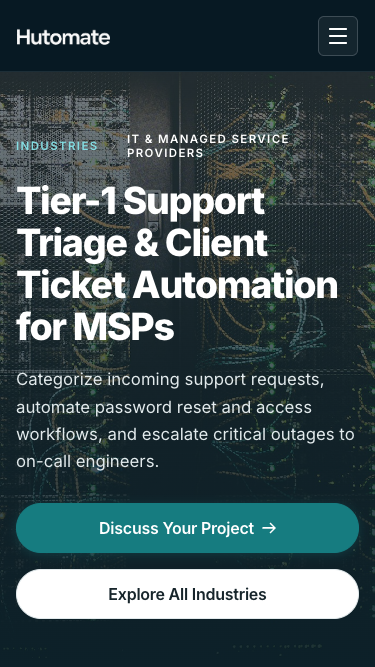 Hutomate
INDUSTRIES
IT & MANAGED SERVICE
PROVIDERS
Tier-1 Support
Triage & Client
Ticket Automation
for MSPs
Categorize incoming support requests,
automate password reset and access
workflows, and escalate critical outages to
on-call engineers.
Discuss Your Project →
Explore All Industries